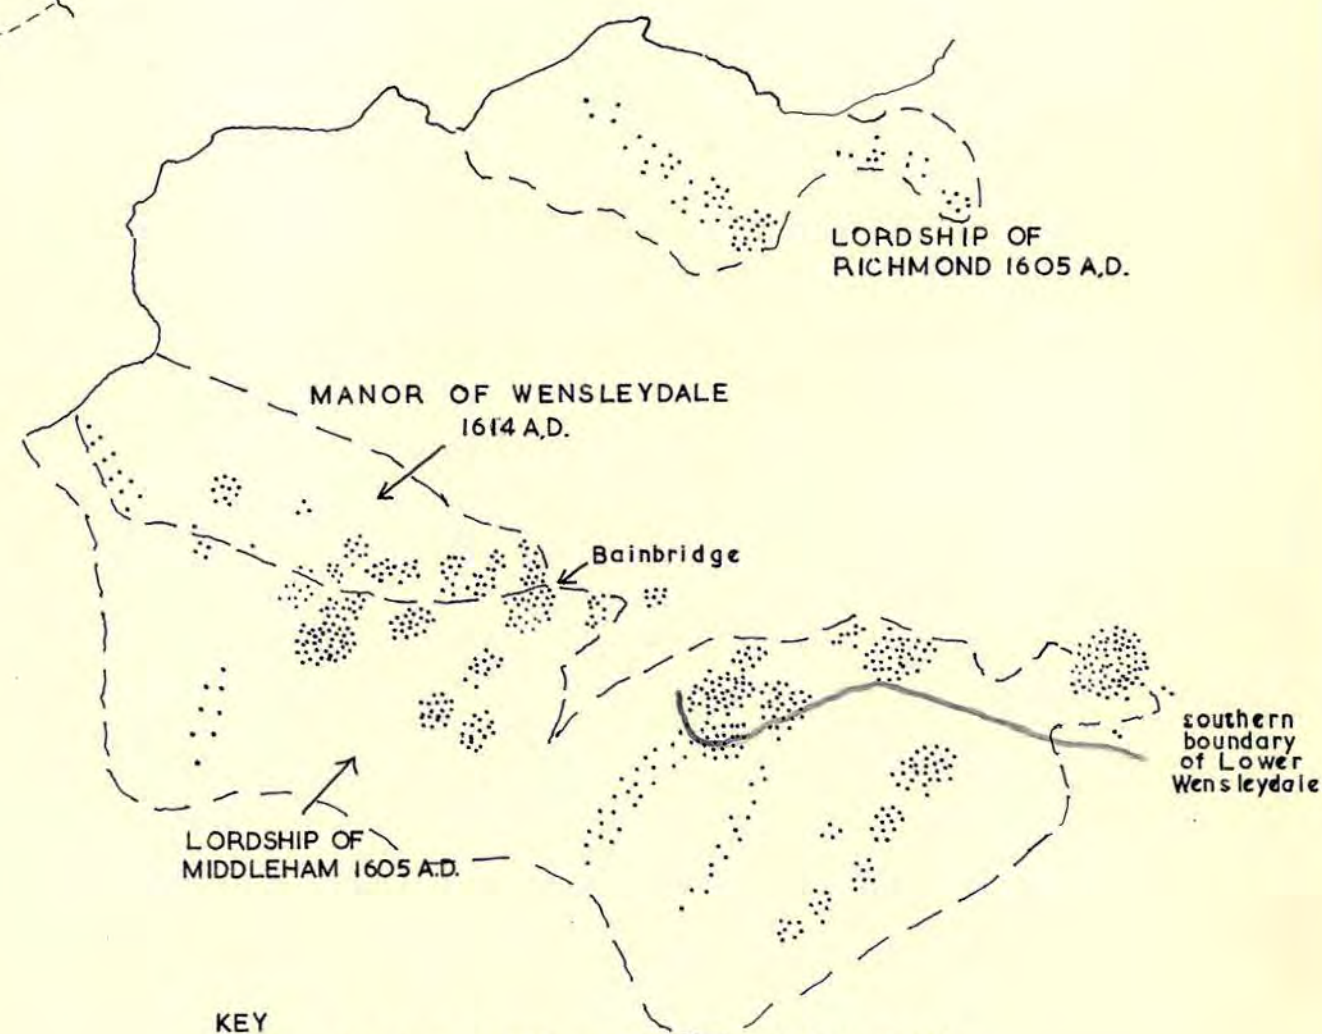 LORDSHIP OF
RICHMOND 1605 A.D.
MANOR OF WENSLEYDALE
1614 A.D.
Bainbridge
southern
boundary
of Lower
Wensleydale
LORDSHIP OF
MIDDLEHAM 1605 A.D.
KEY